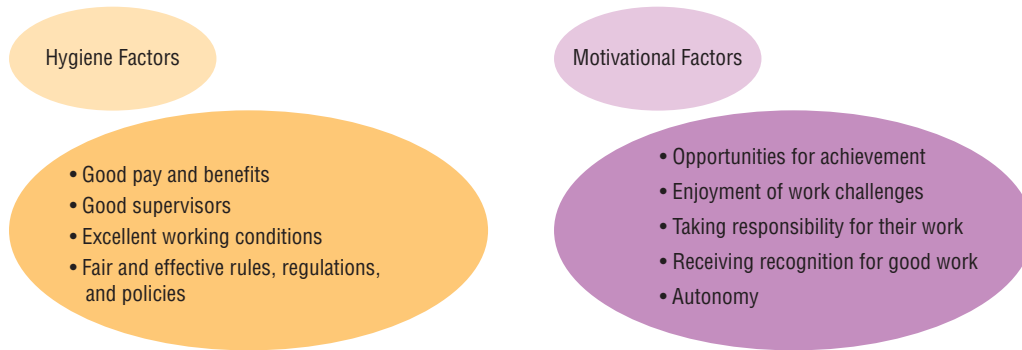 Hygiene Factors
• Good pay and benefits
• Good supervisors
• Excellent working conditions
• Fair and effective rules, regulations,
and policies
Motivational Factors
• Opportunities for achievement
• Enjoyment of work challenges
• Taking responsibility for their work
• Receiving recognition for good work
• Autonomy